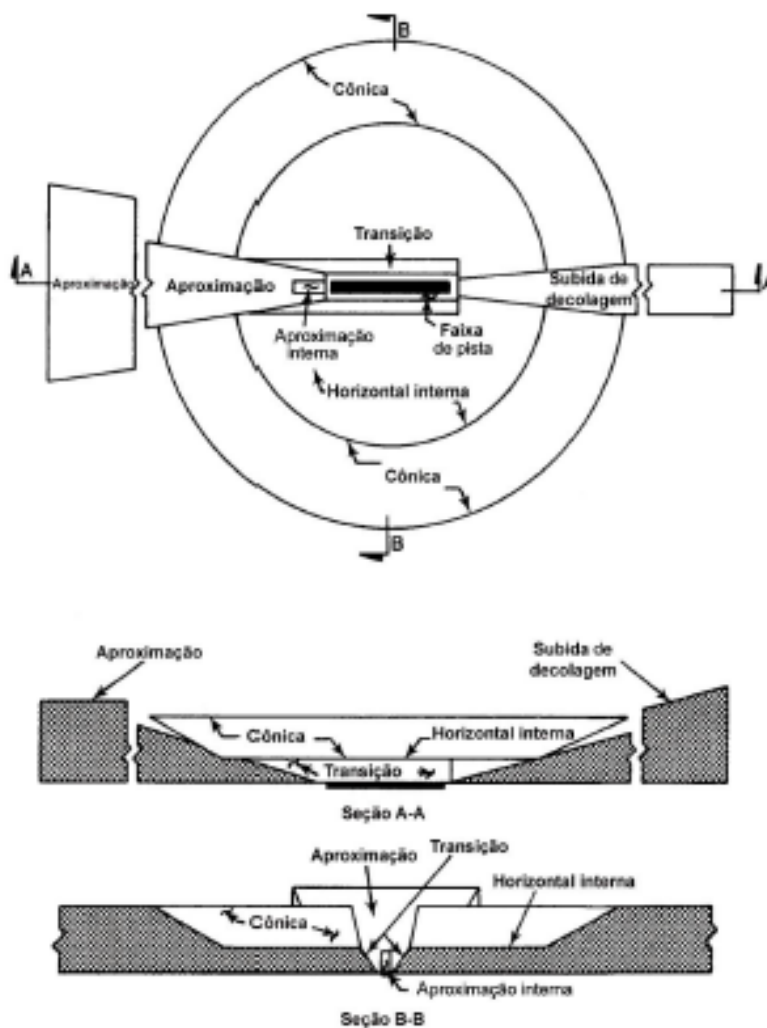 B
Cônica
Transição
A
Aproximação
Aproximação
Subida de
decolagem
A
Aproximação
interna
Faixa
de pista
Horizontal interna
Cônica
B
Aproximação
Subida de
decolagem
Cônica
Horizontal interna
Transição
Seção A-A
Transição
Aproximação
Horizontal interna
Cônica
Aproximação interna
Seção B-B